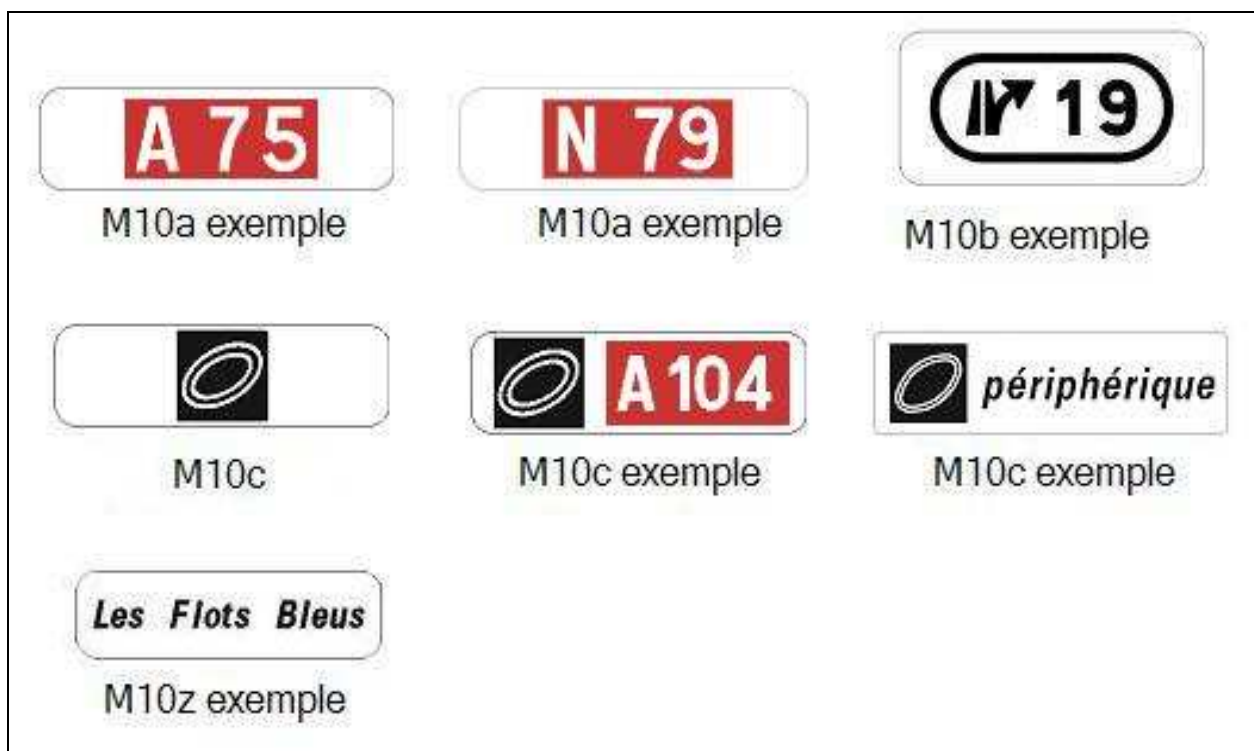 A 75
N 79
19
M10a exemple
M10a exemple
M10b exemple
A 104
périphérique
M10c
M10c exemple
M10c exemple
Les Flots Bleus
M10z exemple